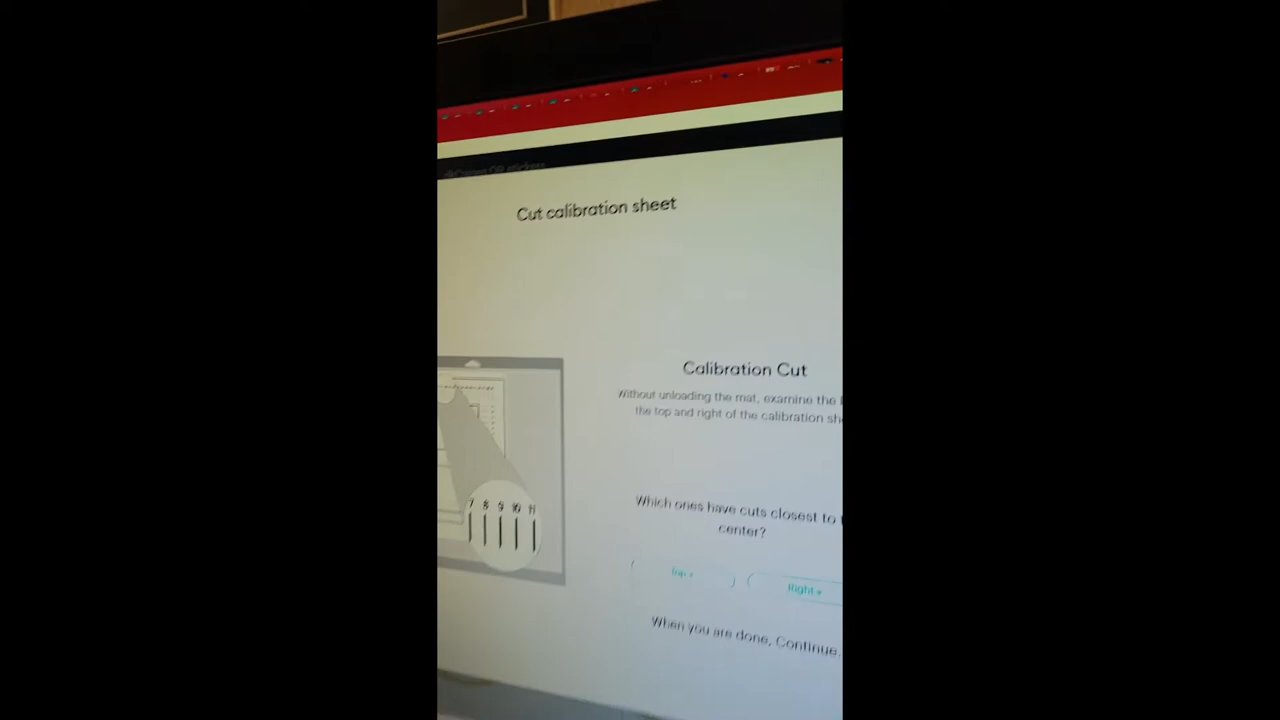 Cut calibration sheet
Calibration Cut
Without unloading the mat, examine the
the top and right of the calibration
7 8 9 10 11
Which ones have cuts closest to
center?
Top
Right
When you are done, Continue.